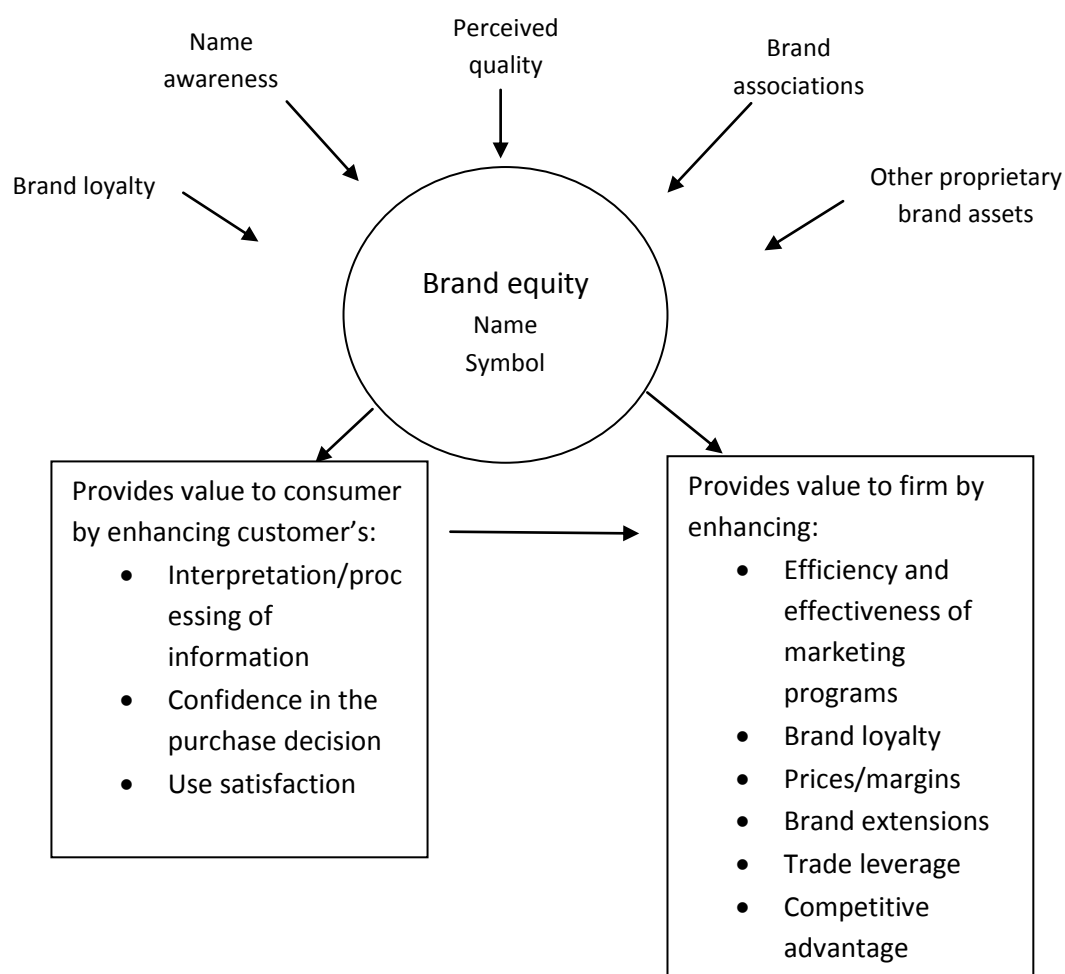 Name
awareness
Perceived
quality
Brand
associations
Brand loyalty
Other proprietary
brand assets
Brand equity
Name
Symbol
Provides value to consumer
by enhancing customer’s:
• Interpretation/proc
essing of
information
• Confidence in the
purchase decision
• Use satisfaction
Provides value to firm by
enhancing:
• Efficiency and
effectiveness of
marketing
programs
• Brand loyalty
• Prices/margins
• Brand extensions
• Trade leverage
• Competitive
advantage